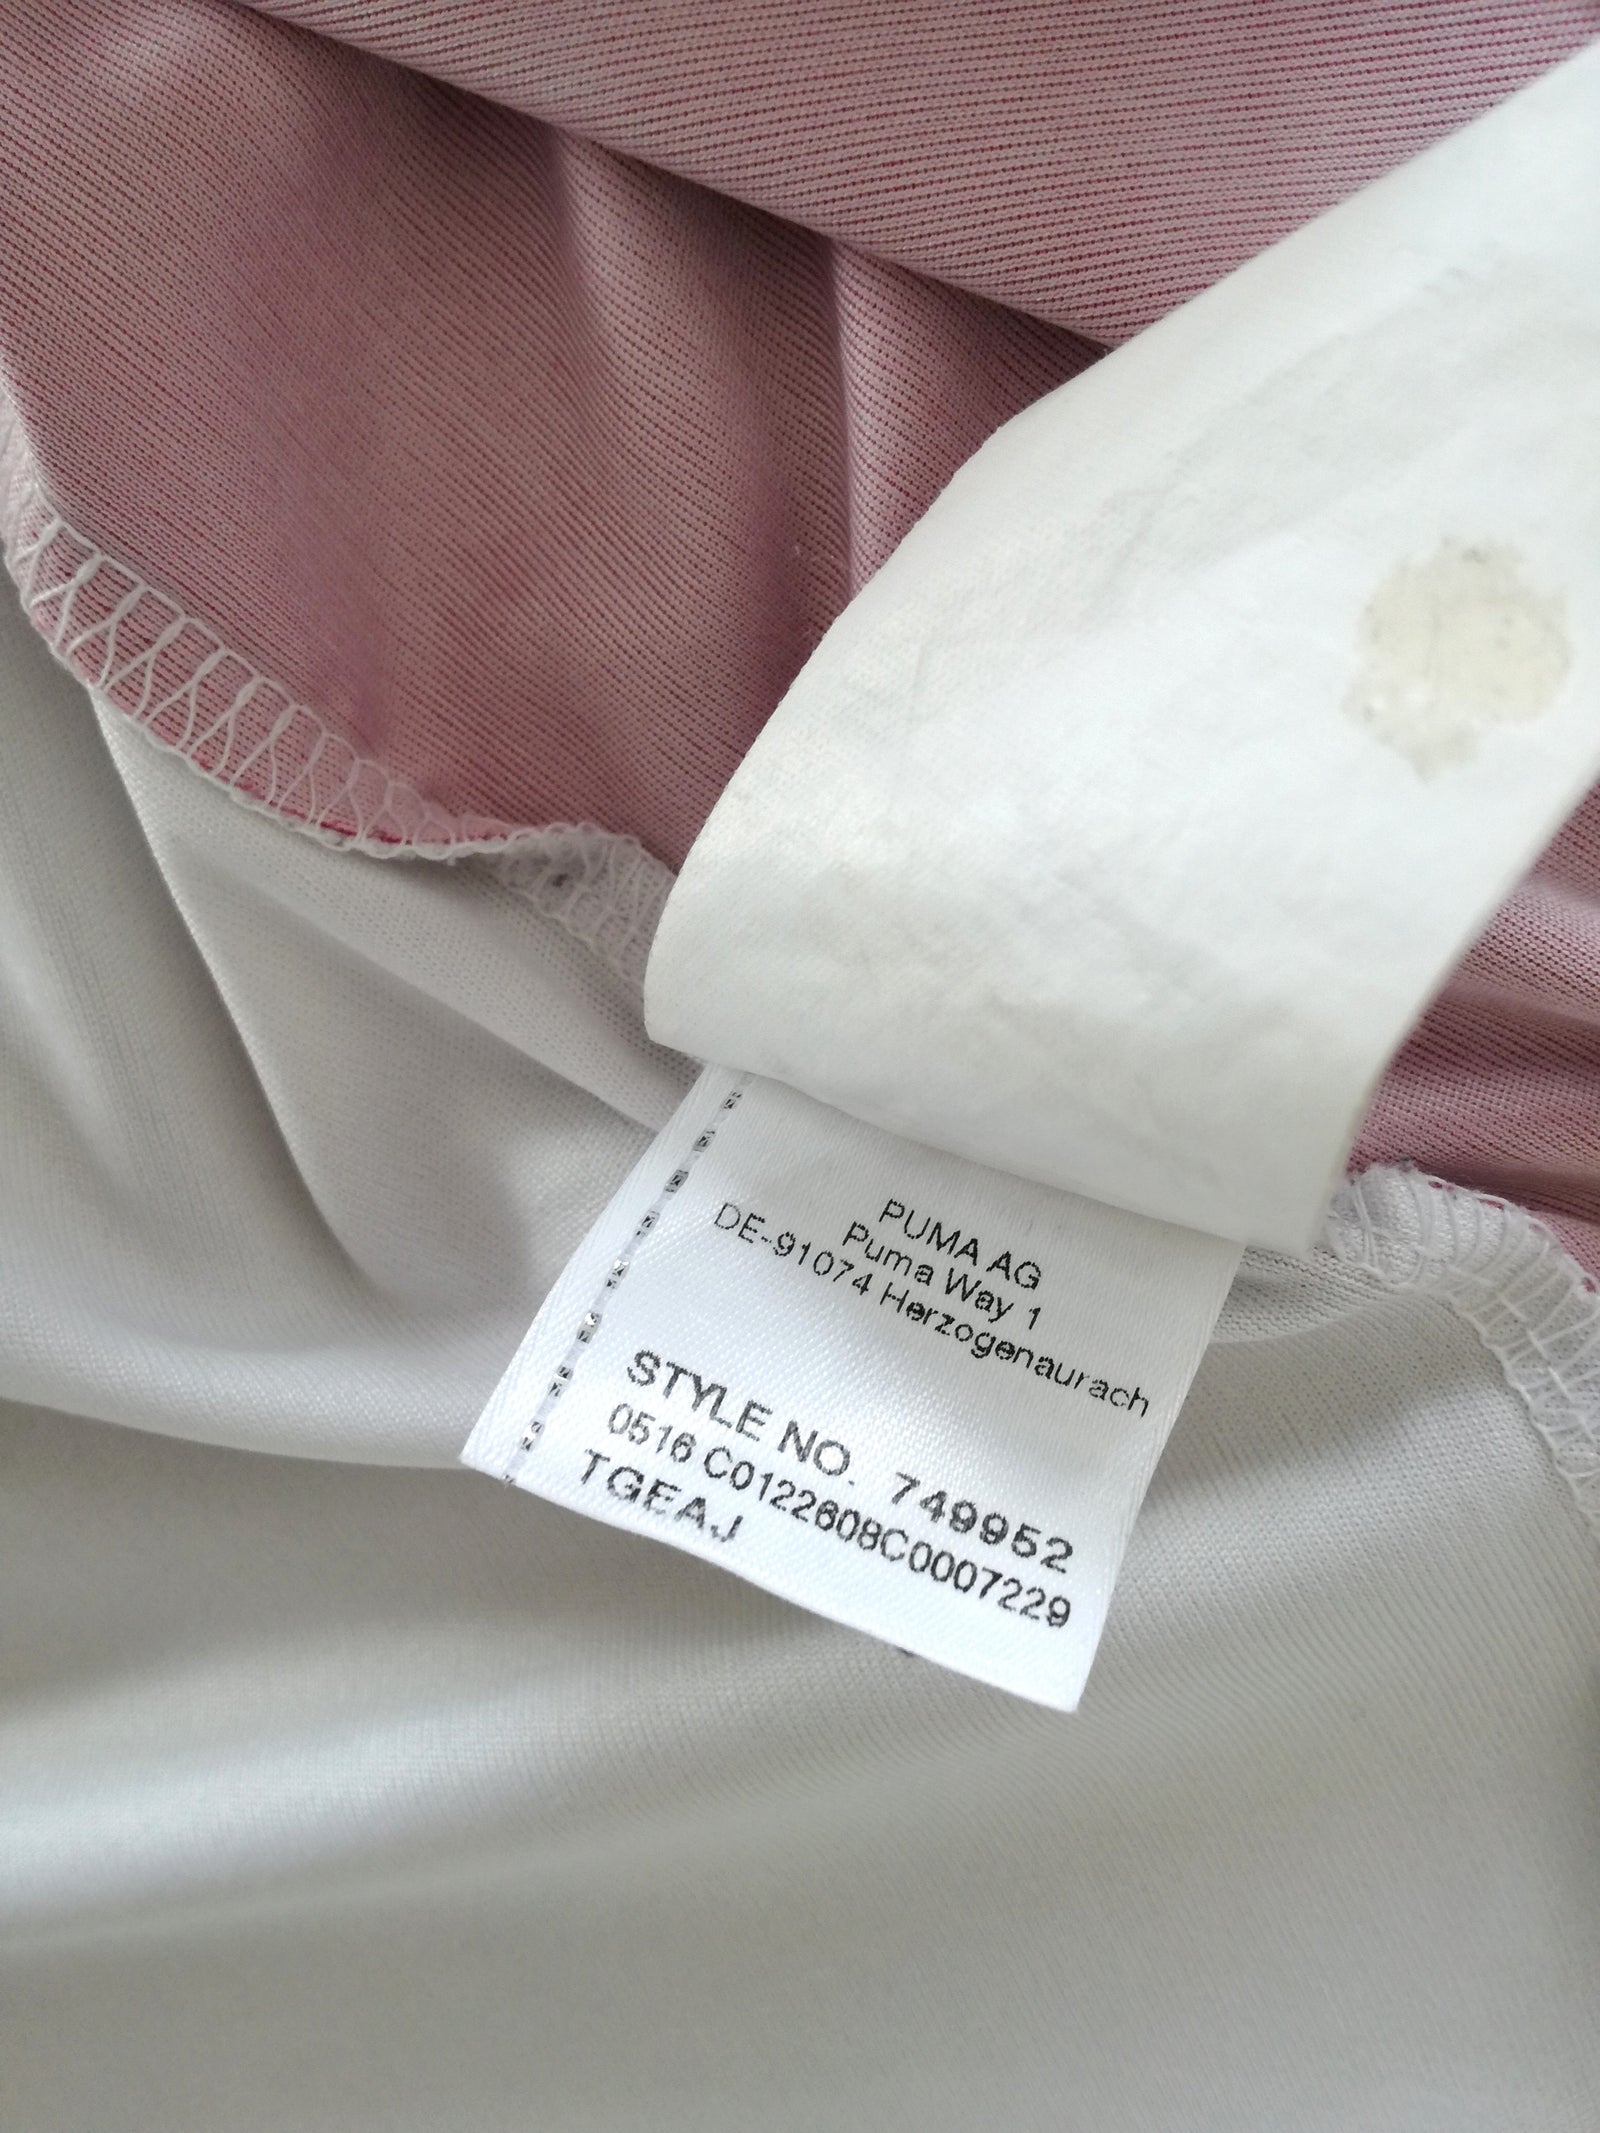 PUMA AG
Puma Way 1
DE-91074 Herzogenaurach
STYLE NO. 749952
0516 C0122608C0007229
TGEAJ